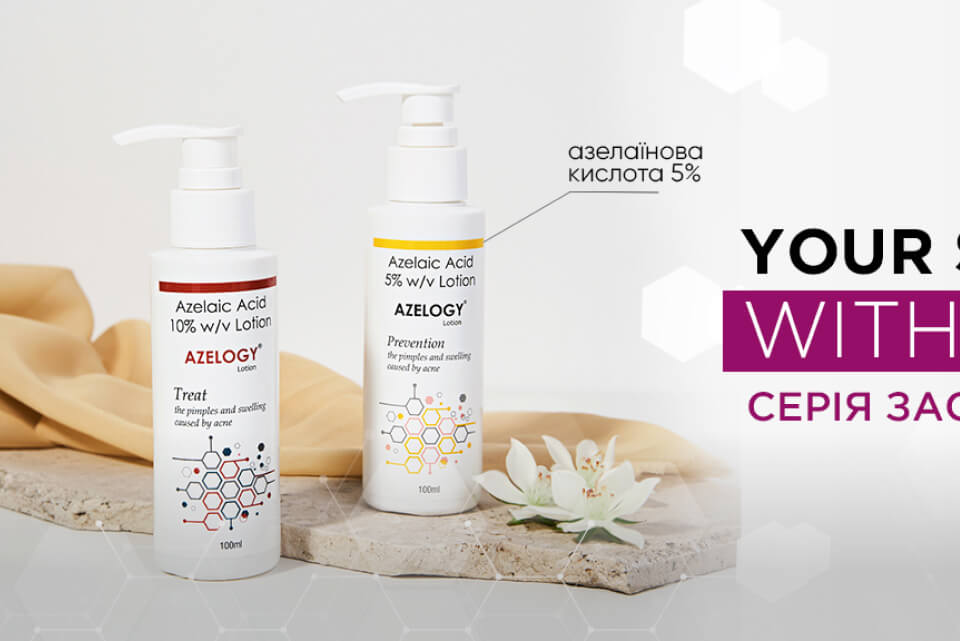 Azelaic Acid
10% w/v Lotion
AZELOGY®
Lotion
Treat
the pimples and swelling
caused by acne
100ml
Azelaic Acid
5% w/v Lotion
AZELOGY®
Lotion
Prevention
the pimples and swelling
caused by acne
100ml
азелаїнова
кислота 5%
YOUR
WITH
СЕРІЯ